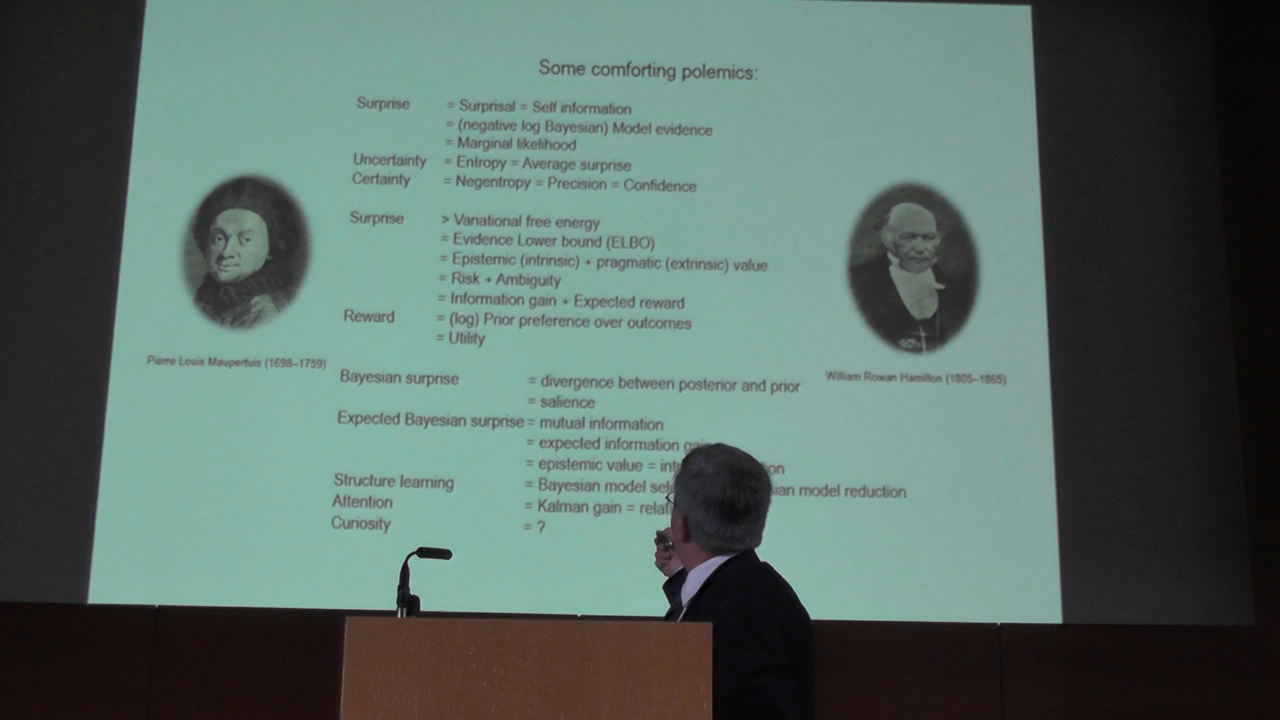 Some comforting polemics:
Surprise = Surprisal = Self information
= (negative log Bayesian) Model evidence
= Marginal likelihood
Uncertainty = Entropy = Average surprise
Certainty = Negentropy = Precision = Confidence
Surprise > Variational free energy
= Evidence Lower bound (ELBO)
= Epistemic (intrinsic) + pragmatic (extrinsic) value
= Risk + Ambiguity
= Information gain + Expected reward
Reward = (log) Prior preference over outcomes
= Utility
Pierre Louis Maupertuis (1698–1759)
William Rowan Hamilton (1805–1865)
Bayesian surprise = divergence between posterior and prior
= salience
Expected Bayesian surprise = mutual information
= expected information
= epistemic value =
Structure learning = Bayesian model model reduction
Attention = Kalman gain =
Curiosity = ?